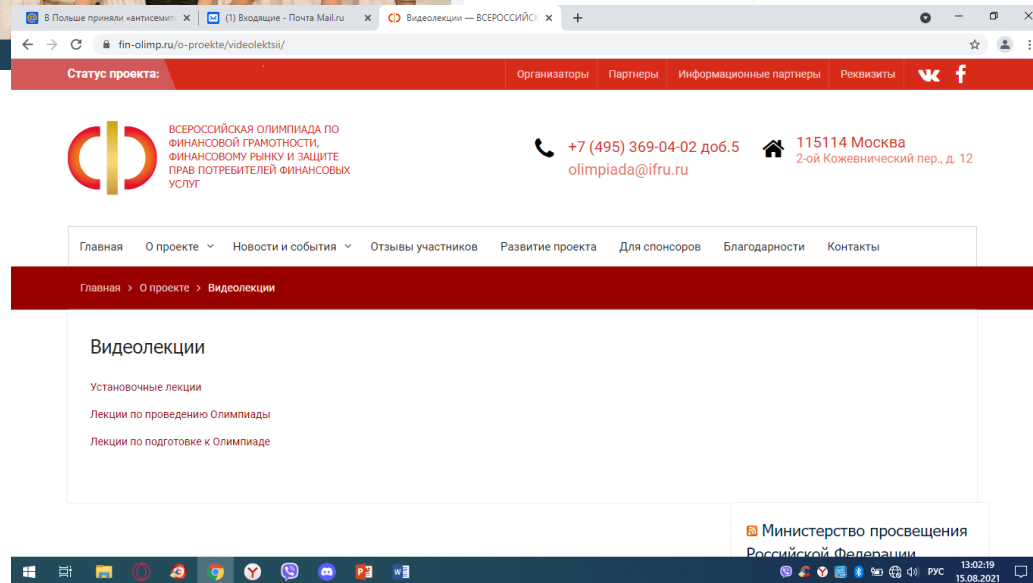 В Польше приняли «антисемитс
(1) Входящие - Почта Mail.ru
Видеолекции — ВСЕРОССИЙСК
fin-olimp.ru/o-proekte/videolektsii/
Статус проекта:
Организаторы
Партнеры
Информационные партнеры
Реквизиты
ВСЕРОССИЙСКАЯ ОЛИМПИАДА ПО
ФИНАНСОВОЙ ГРАМОТНОСТИ,
ФИНАНСОВОМУ РЫНКУ И ЗАЩИТЕ
ПРАВ ПОТРЕБИТЕЛЕЙ ФИНАНСОВЫХ
УСЛУГ
+7 (495) 369-04-02 доб.5
olimpiada@ifru.ru
115114 Москва
2-ой Кожевнический пер., д. 12
Главная
О проекте
Новости и события
Отзывы участников
Развитие проекта
Для спонсоров
Благодарности
Контакты
Главная > О проекте > Видеолекции
Видеолекции
Установочные лекции
Лекции по проведению Олимпиады
Лекции по подготовке к Олимпиаде
Министерство просвещения
Российской Федерации
РУС
13:02:19
15.08.2021